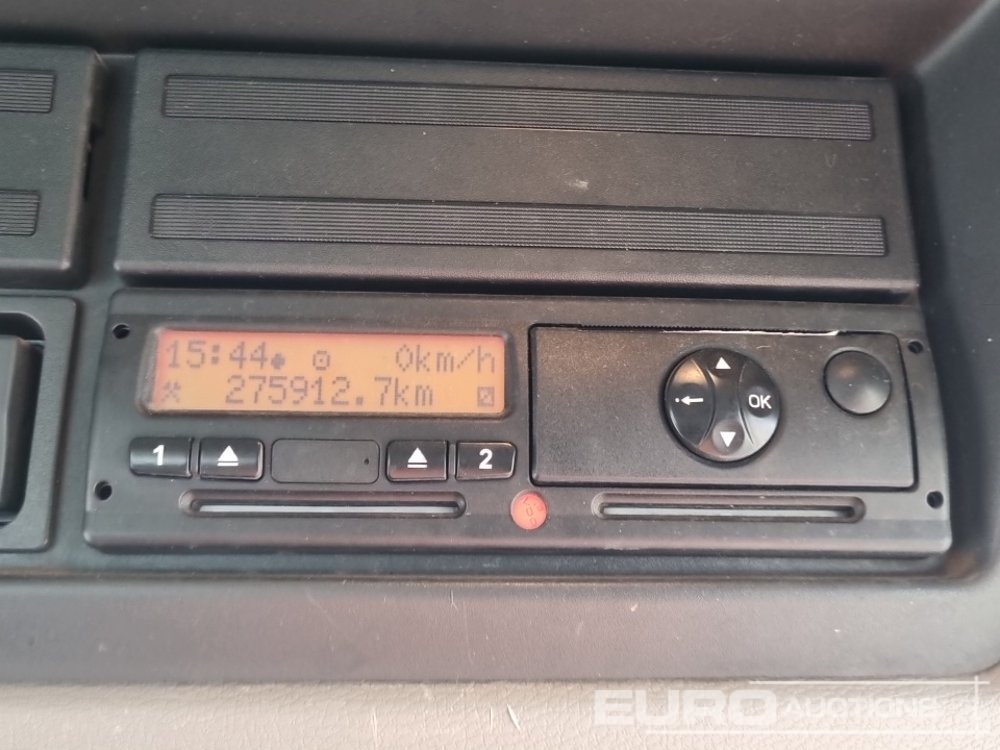 15:44 0km/h
275912.7km
1
2
OK
EURO AUCTIONS